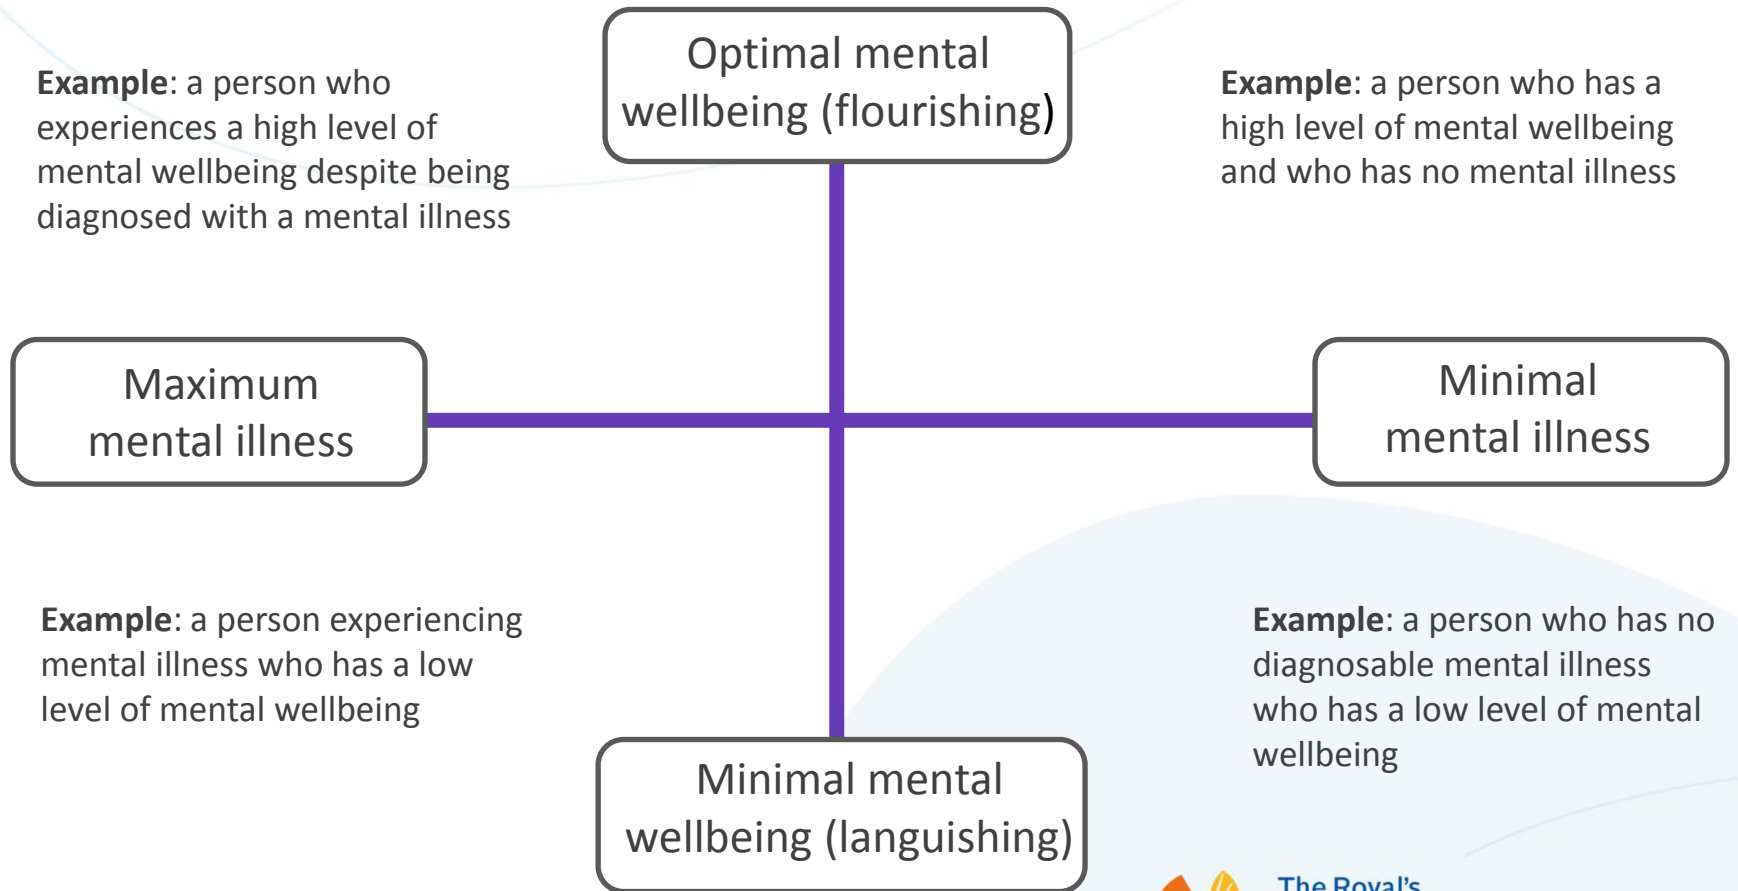 Optimal mental
wellbeing (flourishing)
Example: a person who
experiences a high level of
mental wellbeing despite being
diagnosed with a mental illness
Example: a person who has a
high level of mental wellbeing
and who has no mental illness
Maximum
mental illness
Minimal
mental illness
Example: a person experiencing
mental illness who has a low
level of mental wellbeing
Example: a person who has no
diagnosable mental illness
who has a low level of mental
wellbeing
Minimal mental
wellbeing (languishing)
The Royal's